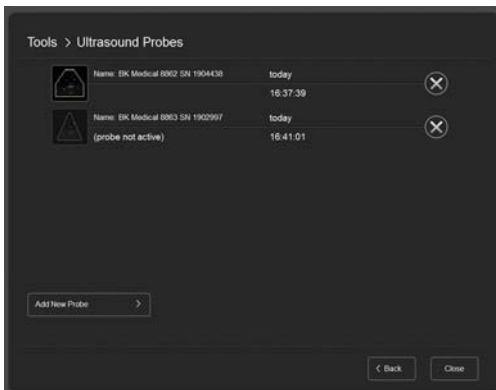 Tools > Ultrasound Probes
Name: BK Medical 8862 SN 1904438 today
16:37:39
Name: BK Medical 8863 SN 1902997 today
(probe not active) 16:41:01
Add New Probe >
< Back Close